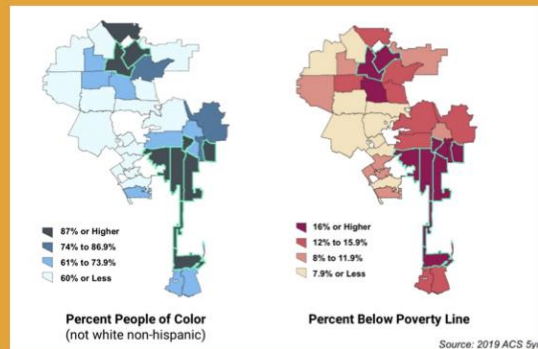 87% or Higher
74% to 86.9%
61% to 73.9%
60% or Less
Percent People of Color
(not white non-hispanic)
16% or Higher
12% to 15.9%
8% to 11.9%
7.9% or Less
Percent Below Poverty Line
Source: 2019 ACS 5y